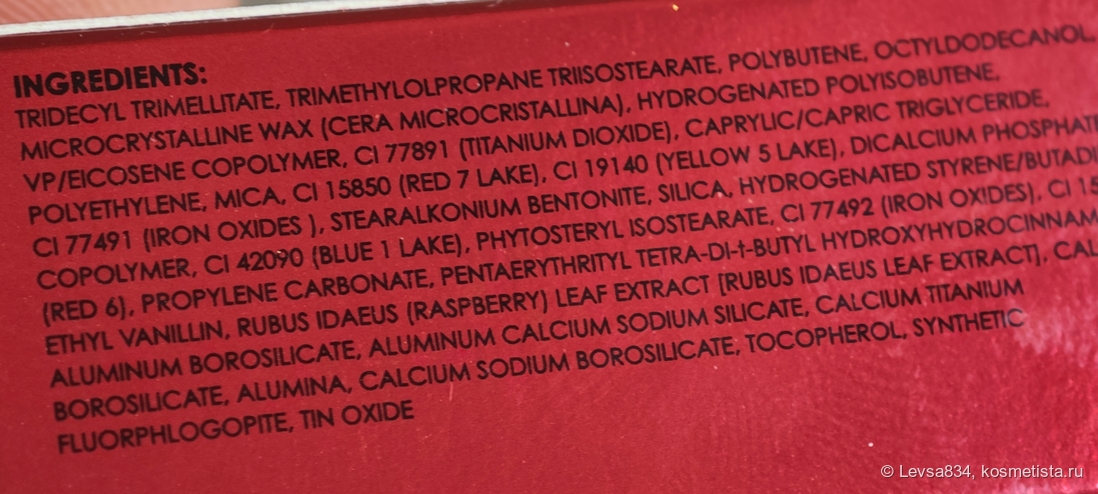 INGREDIENTS:
TRIDECYL TRIMELLITATE, TRIMETHYLOLPROPANE TRIISOSTEARATE, POLYBUTENE, OCTYLDODECANOL,
MICROCRYSTALLINE WAX (CERA MICROCRISTALLINA), HYDROGENATED POLYISOBUTENE,
VP/EICOSENE COPOLYMER, CI 77891 (TITANIUM DIOXIDE), CAPRYLIC/CAPRIC TRIGLYCERIDE,
POLYETHYLENE, MICA, CI 15850 (RED 7 LAKE), CI 19140 (YELLOW 5 LAKE), DICALCIUM PHOSPHATE
CI 77491 (IRON OXIDES ), STEARALKONIUM BENTONITE, SILICA, HYDROGENATED STYRENE/BUTADI
COPOLYMER, CI 42090 (BLUE 1 LAKE), PHYTOSTERYL ISOSTEARATE, CI 77492 (IRON OXIDES), CI 15
(RED 6), PROPYLENE CARBONATE, PENTAERYTHRITYL TETRA-DI-t-BUTYL HYDROXYHYDROCINNAM
ETHYL VANILLIN, RUBUS IDAEUS (RASPBERRY) LEAF EXTRACT [RUBUS IDAEUS LEAF EXTRACT], CAL
ALUMINUM BOROSILICATE, ALUMINUM CALCIUM SODIUM SILICATE, CALCIUM TITANIUM
BOROSILICATE, ALUMINA, CALCIUM SODIUM BOROSILICATE, TOCOPHEROL, SYNTHETIC
FLUORPHLOGOPITE, TIN OXIDE
© Levsa834, kosmetista.ru